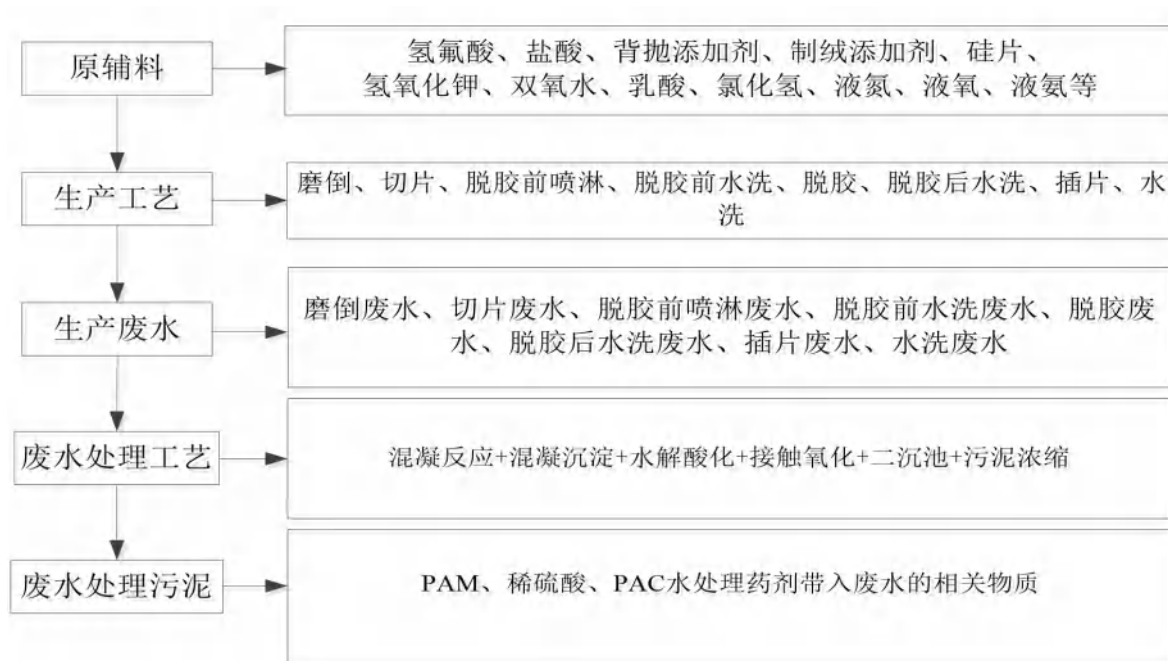 原辅料
氢氟酸、盐酸、背抛添加剂、制绒添加剂、硅片、
氢氧化钾、双氧水、乳酸、氯化氢、液氮、液氧、液氨等
生产工艺
磨倒、切片、脱胶前喷淋、脱胶前水洗、脱胶、脱胶后水洗、插片、水
洗
生产废水
磨倒废水、切片废水、脱胶前喷淋废水、脱胶前水洗废水、脱胶废
水、脱胶后水洗废水、插片废水、水洗废水
废水处理工艺
混凝反应+混凝沉淀+水解酸化+接触氧化+二沉池+污泥浓缩
废水处理污泥
PAM、稀硫酸、PAC水处理药剂带入废水的相关物质